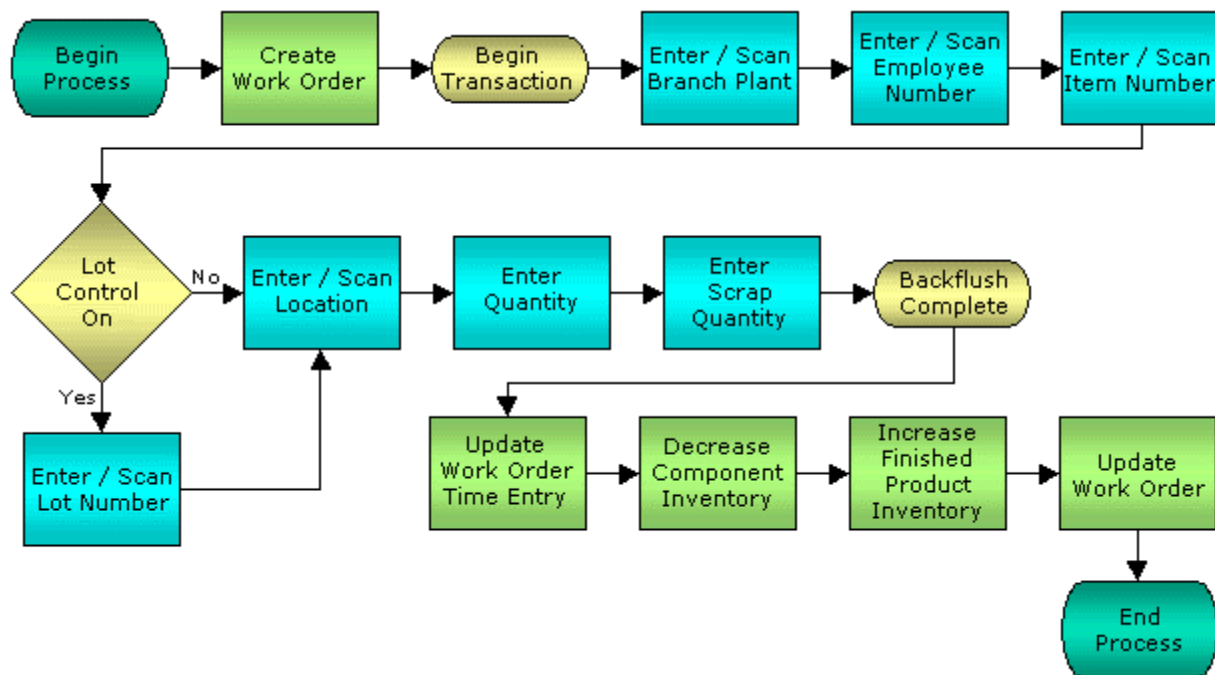 Begin
Process
Create
Work Order
Begin
Transaction
Enter / Scan
Branch Plant
Enter / Scan
Employee
Number
Enter / Scan
Item Number
Lot
Control
On
No
Yes
Enter / Scan
Location
Enter
Quantity
Enter
Scrap
Quantity
Backflush
Complete
Enter / Scan
Lot Number
Update
Work Order
Time Entry
Decrease
Component
Inventory
Increase
Finished
Product
Inventory
Update
Work Order
End
Process